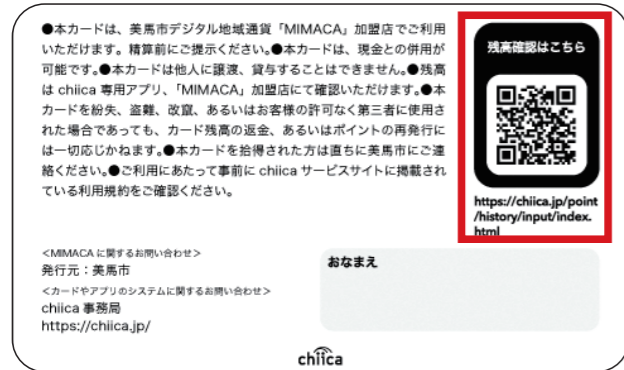 ●本カードは、美馬市デジタル地域通貨「MIMACA」加盟店でご利用
いただけます。精算前にご提示ください。●本カードは、現金との併用が
可能です。●本カードは他人に譲渡、貸与することはできません。●残高
は chiica 専用アプリ、「MIMACA」加盟店にて確認いただけます。●本
カードを紛失、盗難、改竄、あるいはお客様の許可なく第三者に使用さ
れた場合であっても、カード残高の返金、あるいはポイントの再発行に
は一切応じかねます。●本カードを拾得された方は直ちに美馬市にご連
絡ください。●ご利用にあたって事前に chiica サービスサイトに掲載され
ている利用規約をご確認ください。
残高確認はこちら
https://chiica.jp/point
/history/input/index.
html
<MIMACA に関するお問い合わせ>
発行元：美馬市
<カードやアプリのシステムに関するお問い合わせ>
chiica 事務局
https://chiica.jp/
おなまえ
chiica